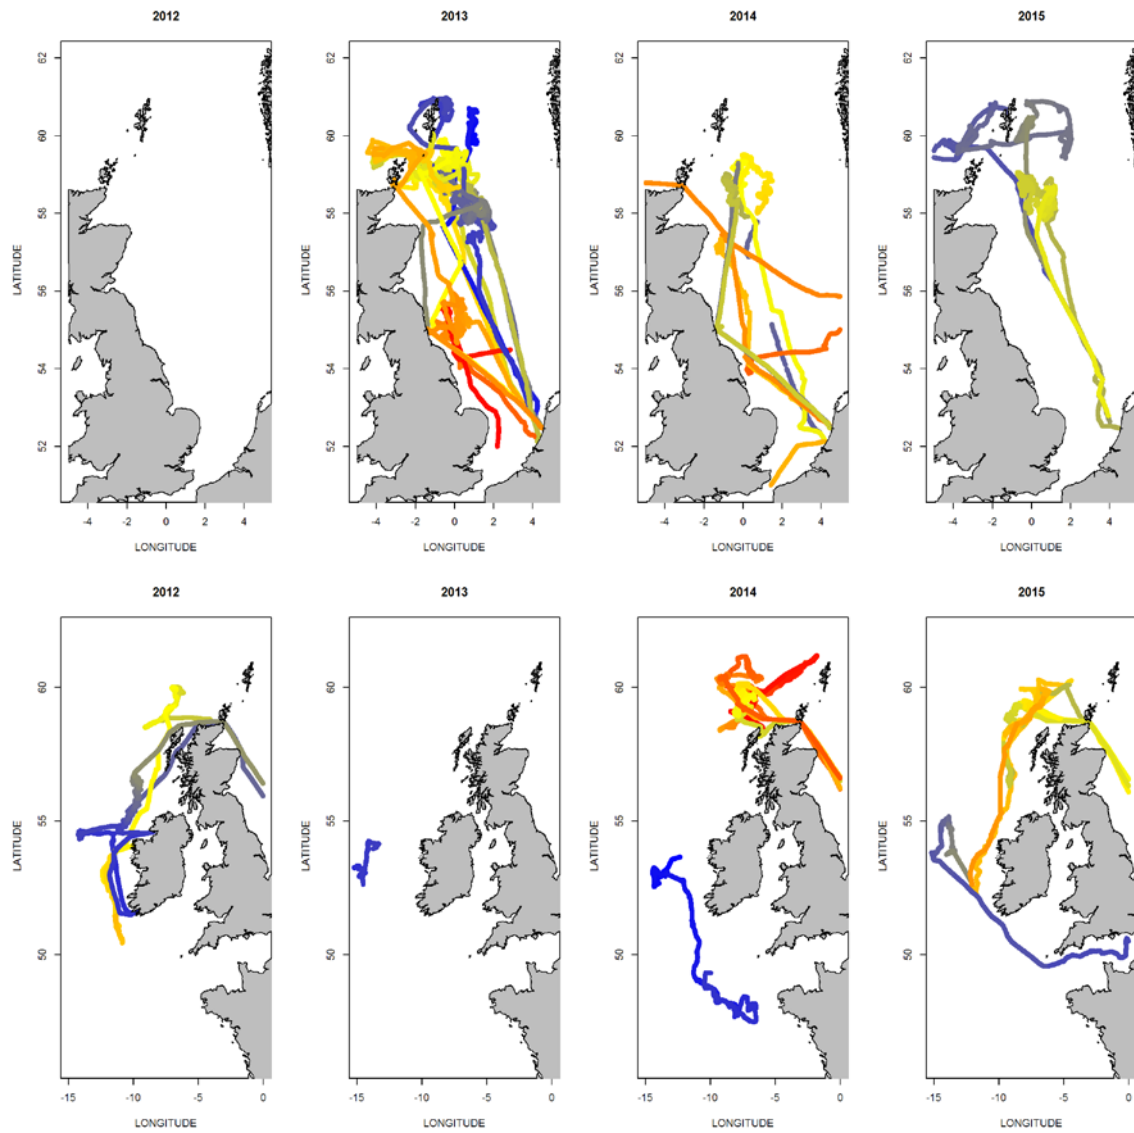 2012 2013 2014 2015
62 62 62 62
60 60 60 60
58 58 58 58
LATITUDE LATITUDE LATITUDE LATITUDE
56 56 56 56
54 54 54 54
52 52 52 52
-4 -2 0 2 4 -4 -2 0 2 4 -4 -2 0 2 4 -4 -2 0 2 4
LONGITUDE LONGITUDE LONGITUDE LONGITUDE
2012 2013 2014 2015
60 60 60 60
LATITUDE LATITUDE LATITUDE LATITUDE
55 55 55 55
50 50 50 50
-15 -10 -5 0 -15 -10 -5 0 -15 -10 -5 0 -15 -10 -5 0
LONGITUDE LONGITUDE LONGITUDE LONGITUDE